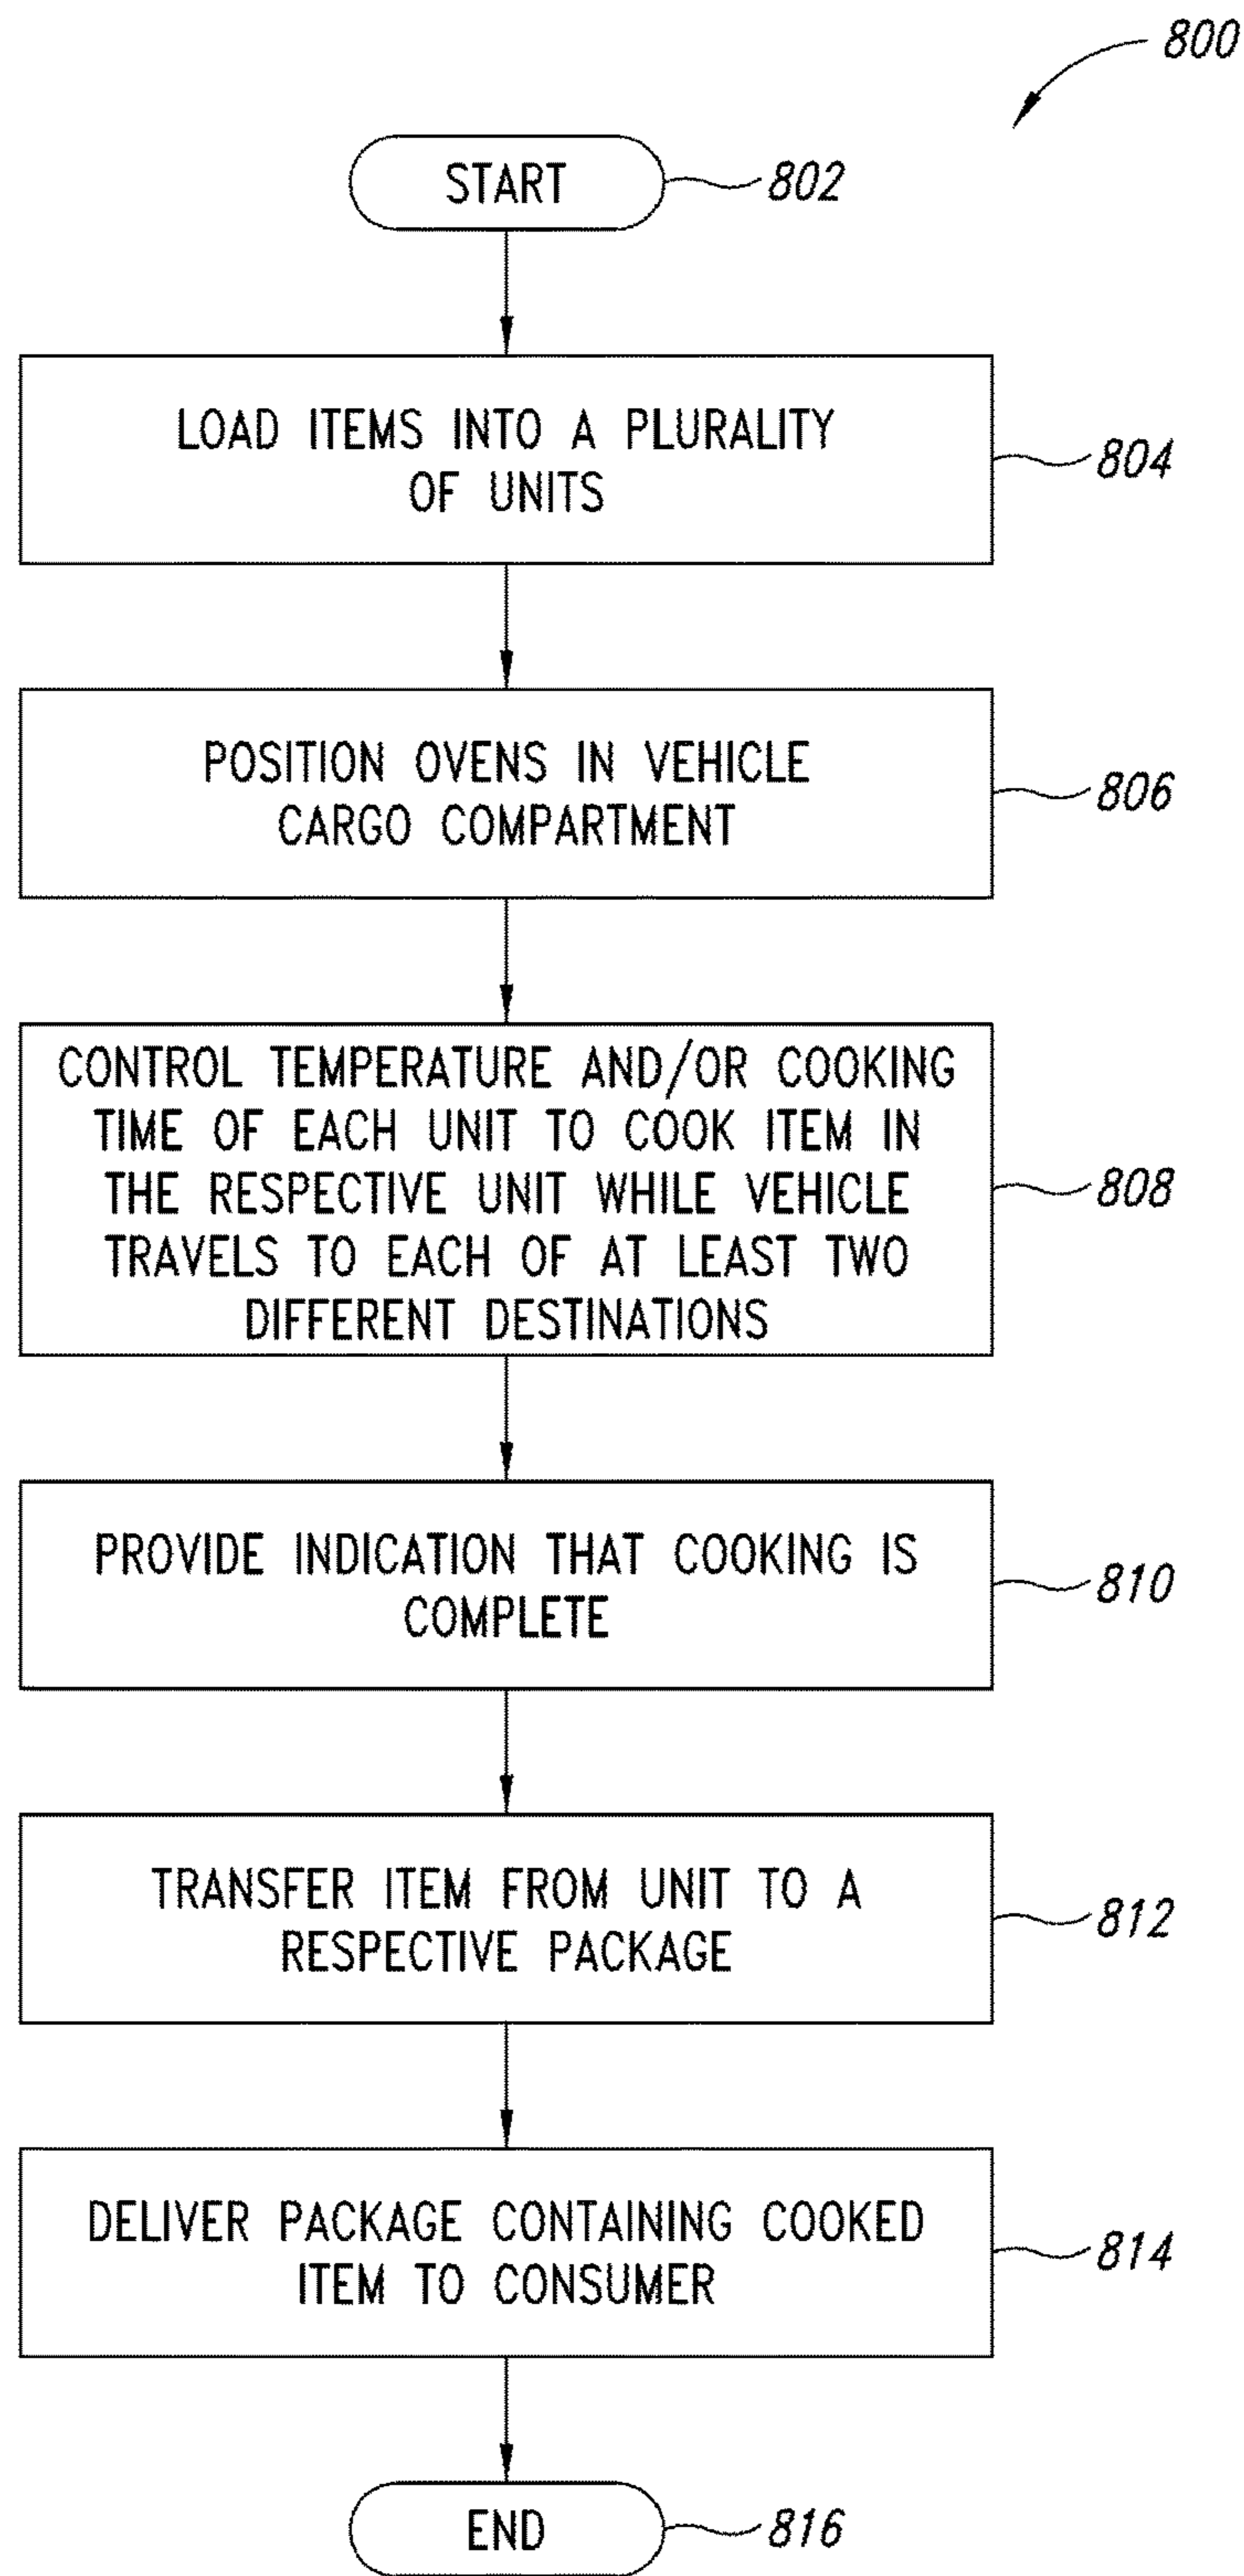 800
START
802
LOAD ITEMS INTO A PLURALITY
OF UNITS
804
POSITION OVENS IN VEHICLE
CARGO COMPARTMENT
806
CONTROL TEMPERATURE AND/OR COOKING
TIME OF EACH UNIT TO COOK ITEM IN
THE RESPECTIVE UNIT WHILE VEHICLE
TRAVELS TO EACH OF AT LEAST TWO
DIFFERENT DESTINATIONS
808
PROVIDE INDICATION THAT COOKING IS
COMPLETE
810
TRANSFER ITEM FROM UNIT TO A
RESPECTIVE PACKAGE
812
DELIVER PACKAGE CONTAINING COOKED
ITEM TO CONSUMER
814
END
816